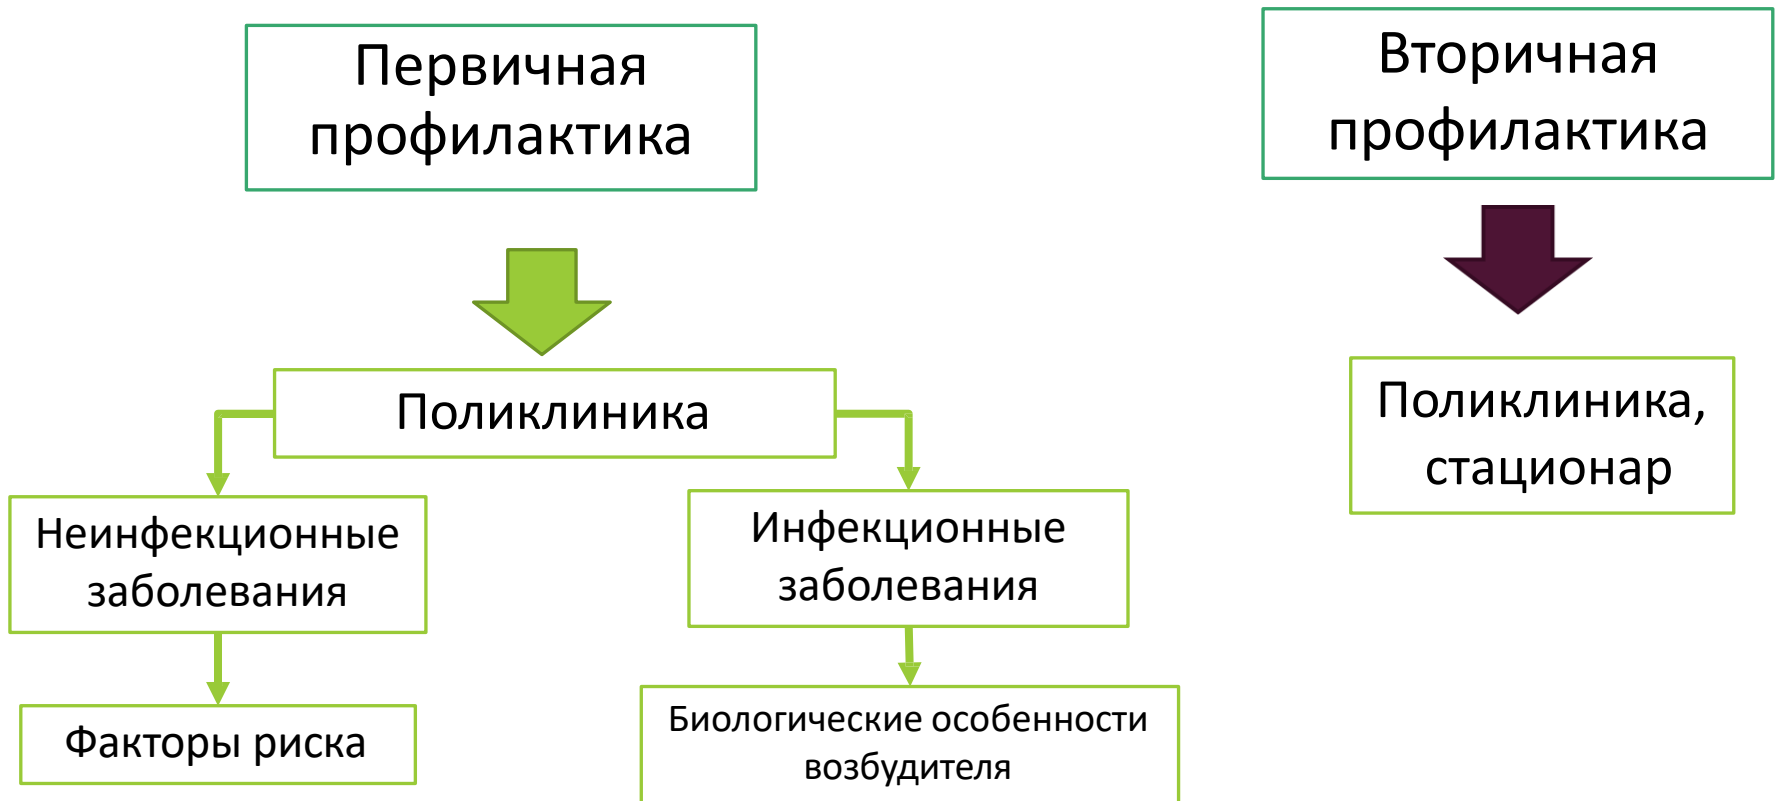 Первичная
профилактика
Вторичная
профилактика
Поликлиника
Поликлиника,
стационар
Неинфекционные
заболевания
Инфекционные
заболевания
Факторы риска
Биологические особенности
возбудителя